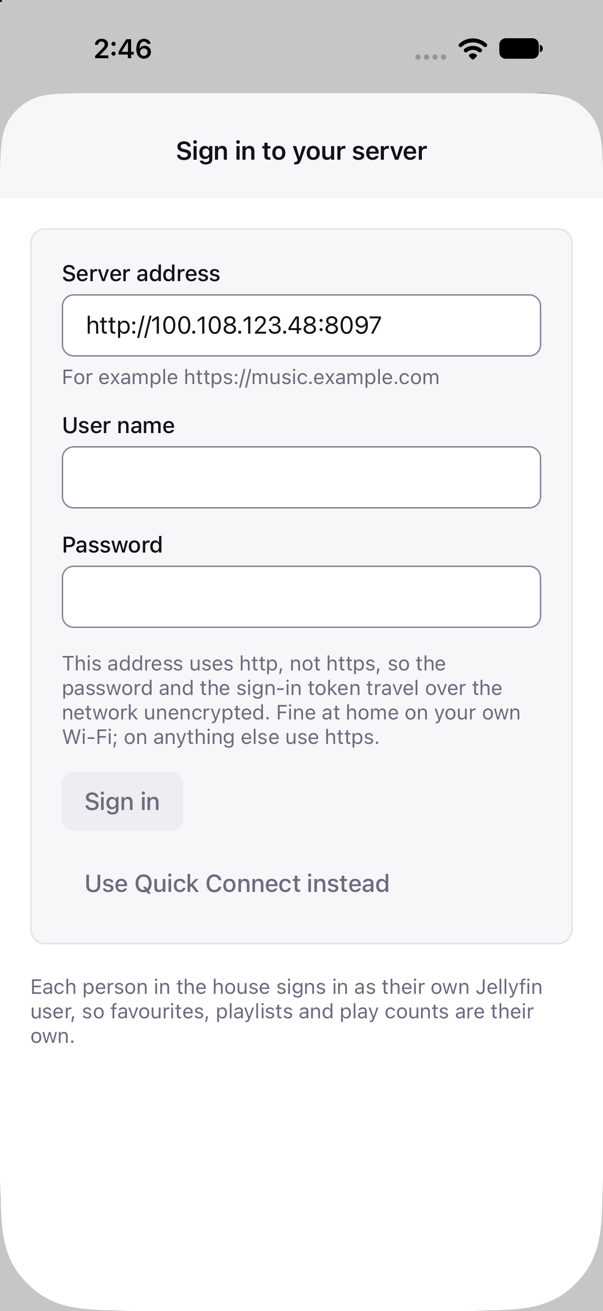 2:46
Sign in to your server
Server address
http://100.108.123.48:8097
For example https://music.example.com
User name
Password
This address uses http, not https, so the
password and the sign-in token travel over the
network unencrypted. Fine at home on your own
Wi-Fi; on anything else use https.
Sign in
Use Quick Connect instead
Each person in the house signs in as their own Jellyfin
user, so favourites, playlists and play counts are their
own.